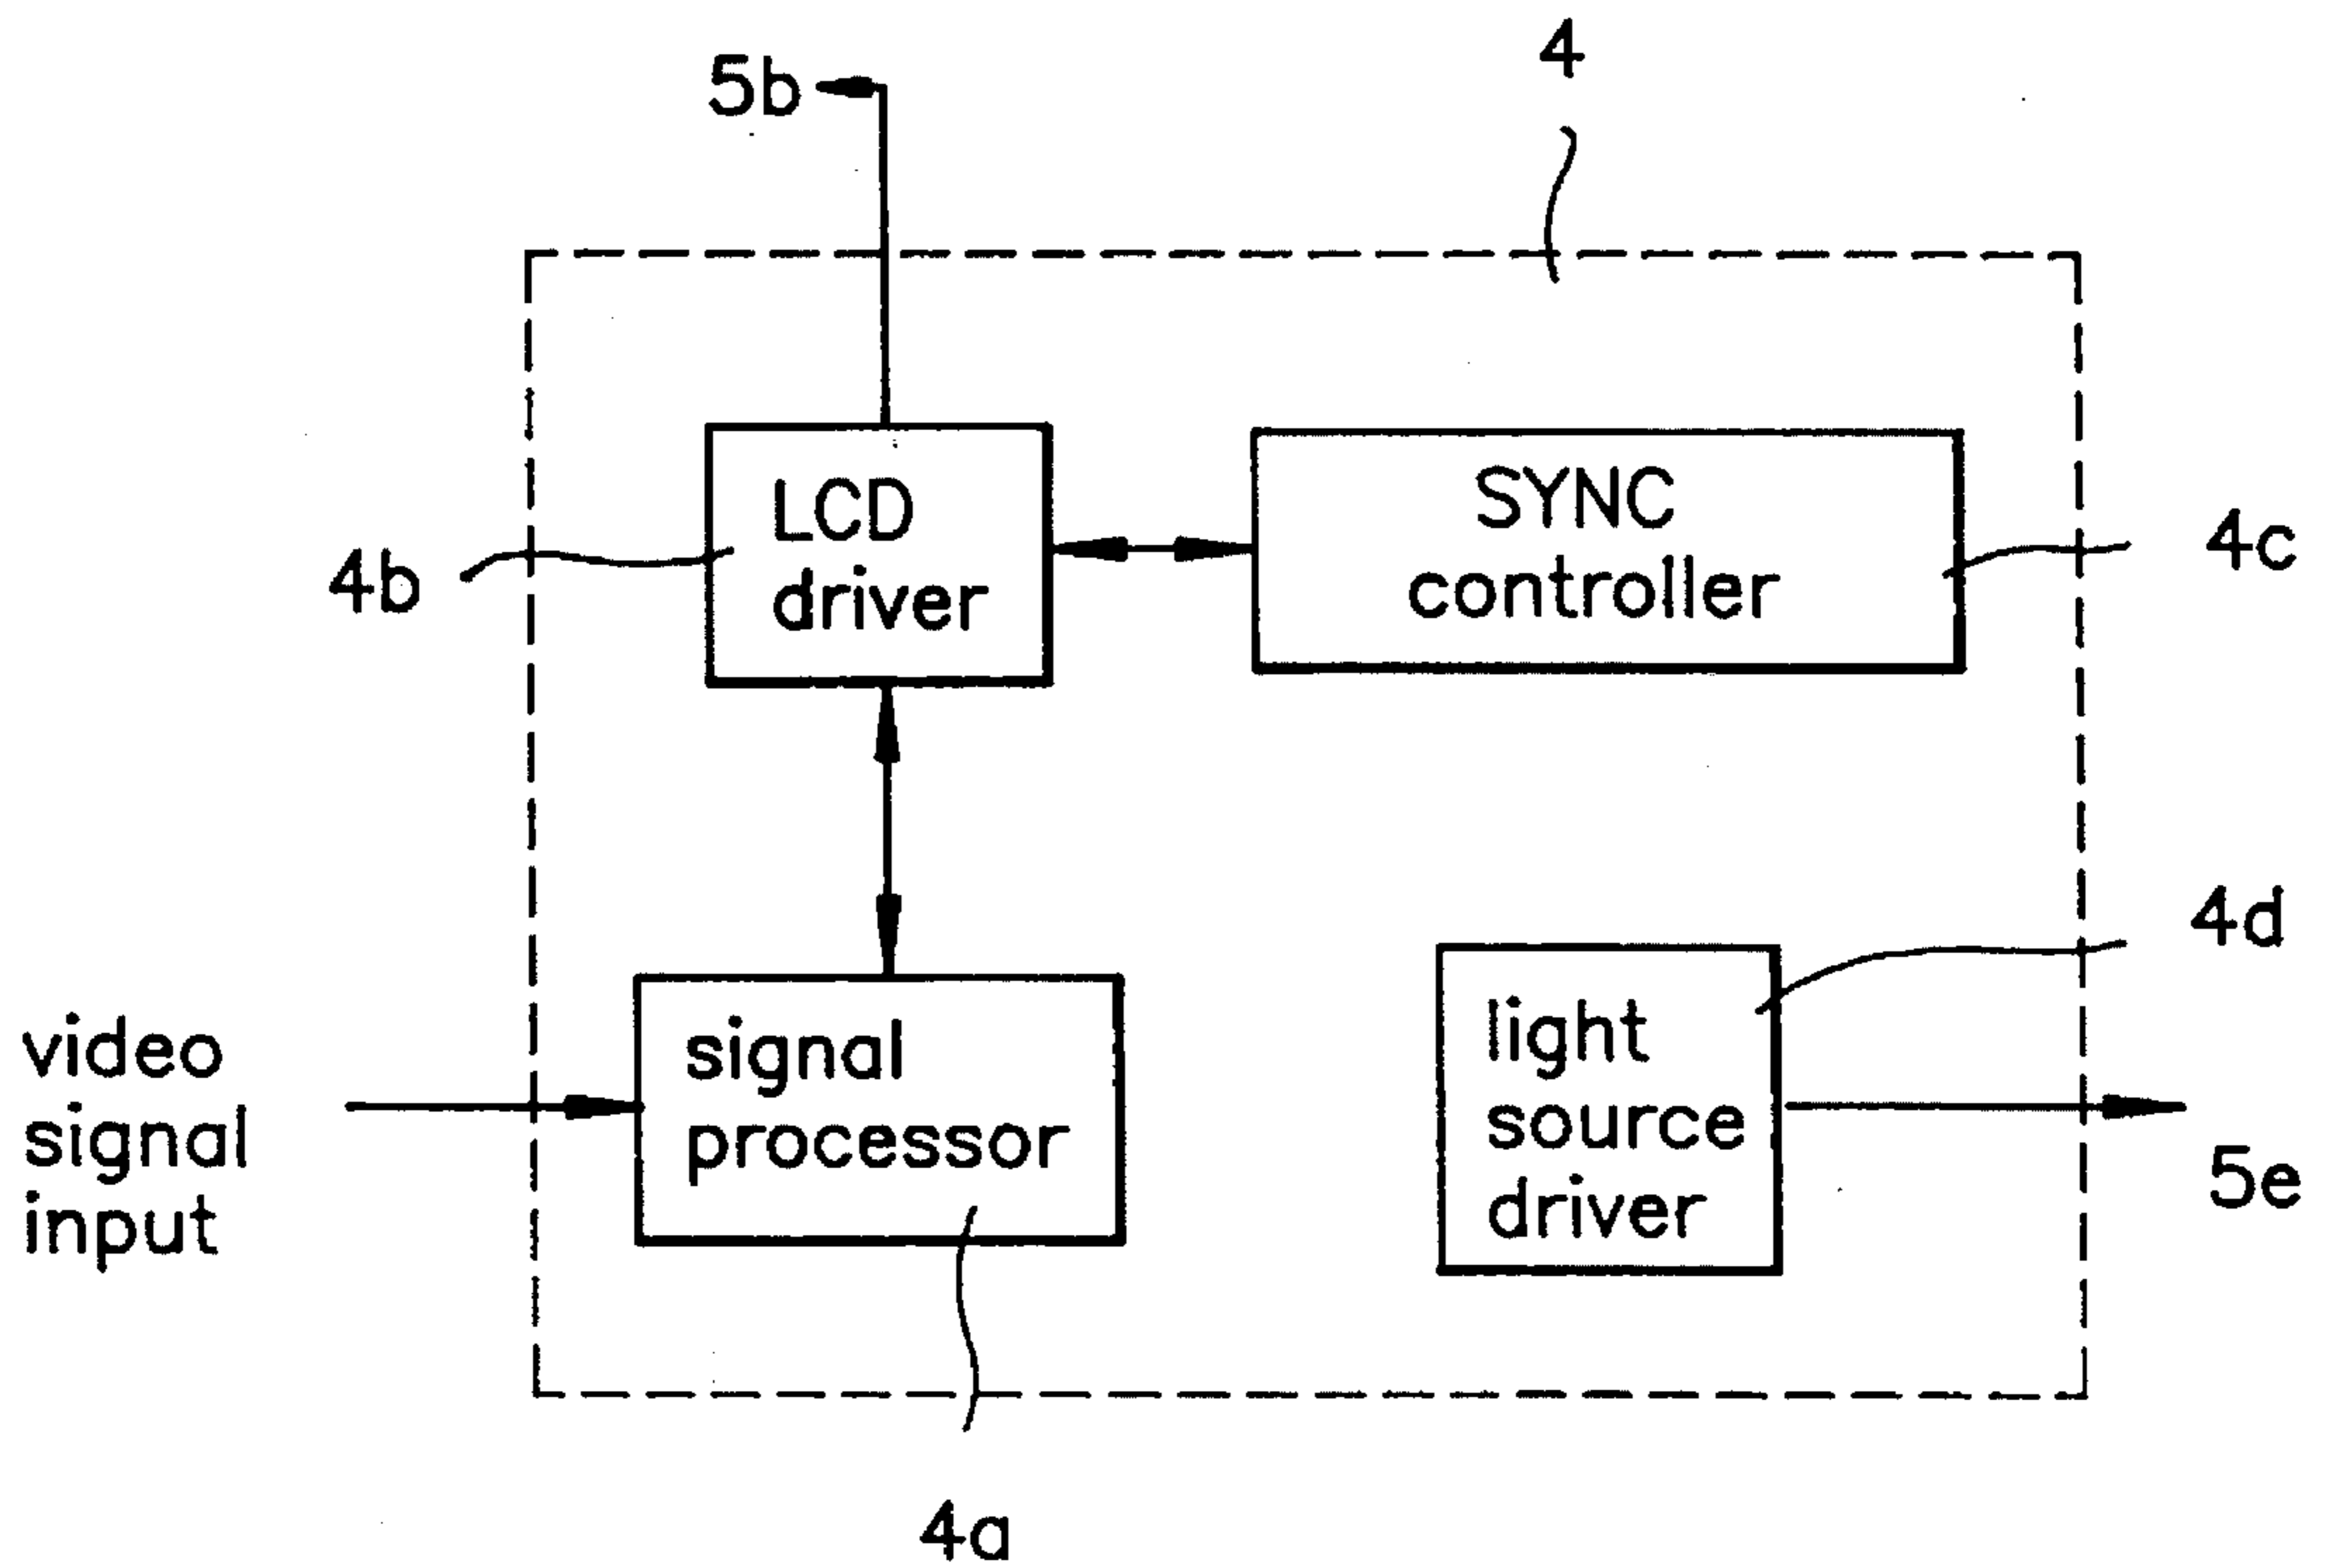 4
5b
LCD
driver
SYNC
controller
4b
4c
4d
video
signal
input
signal
processor
light
source
driver
5e
4a